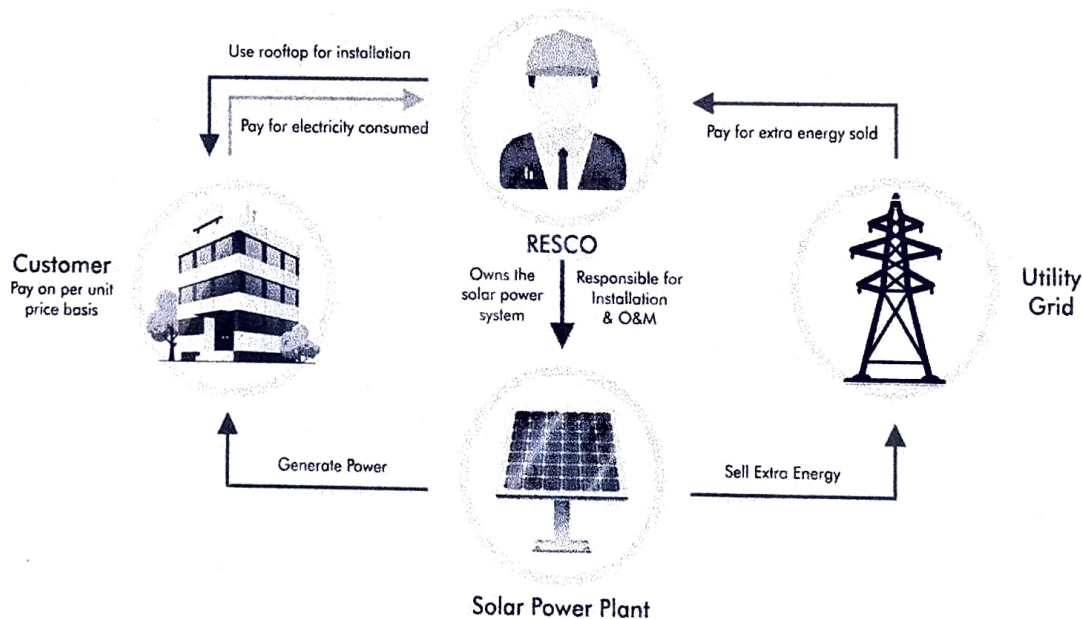 Use rooftop for installation
Pay for electricity consumed
Pay for extra energy sold
RESCO
Owns the
solar power
system
Responsible for
Installation
& O&M
Customer
Pay on per unit
price basis
Utility
Grid
Generate Power
Sell Extra Energy
Solar Power Plant